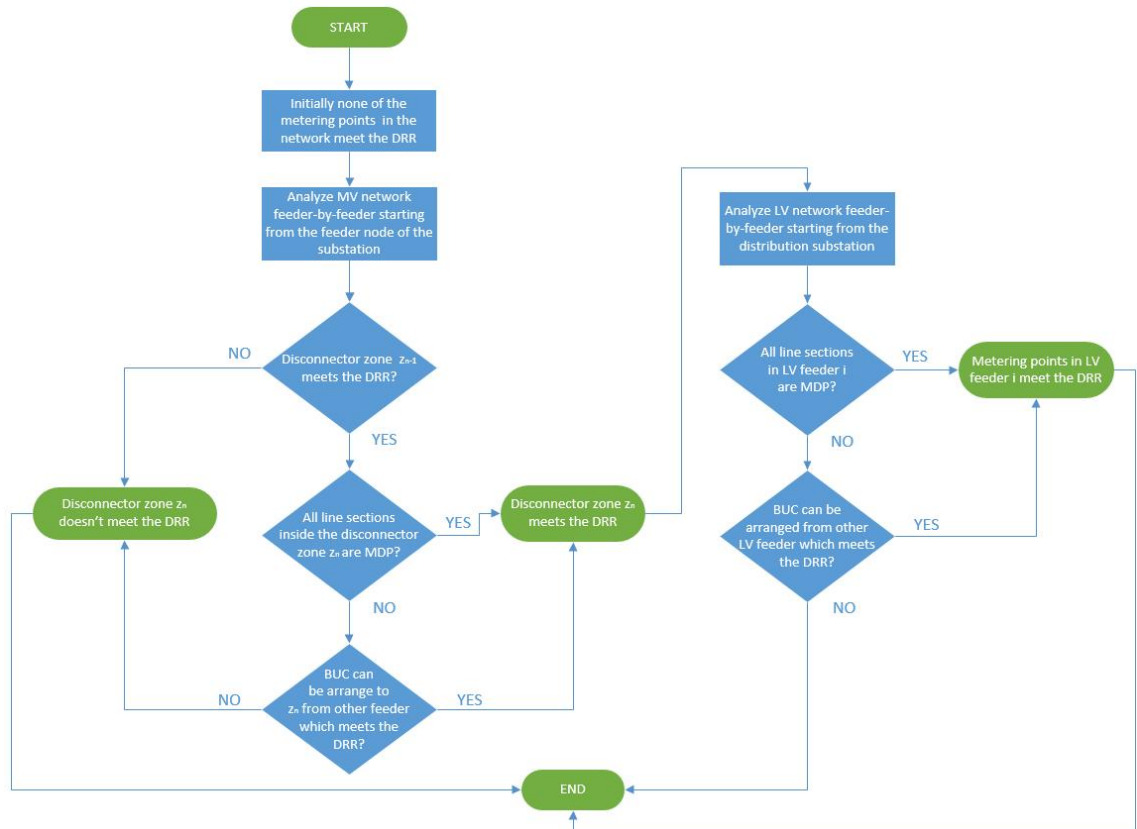 START
Initially none of the
metering points in the
network meet the DRR
Analyze MV network
feeder-by-feeder starting
from the feeder node of the
substation
NO
Disconnector zone zₙ₋₁
meets the DRR?
YES
Disconnector zone zₙ
doesn't meet the DRR
All line sections
inside the disconnector
zone zₙ are MDP?
YES
Disconnector zone zₙ
meets the DRR
NO
BUC can
be arrange to
zₙ from other feeder
which meets the
DRR?
NO
YES
Analyze LV network feeder-
by-feeder starting from the
distribution substation
All line sections
in LV feeder i
are MDP?
YES
Metering points in LV
feeder i meet the DRR
NO
BUC can be
arranged from other
LV feeder which meets
the DRR?
YES
NO
END